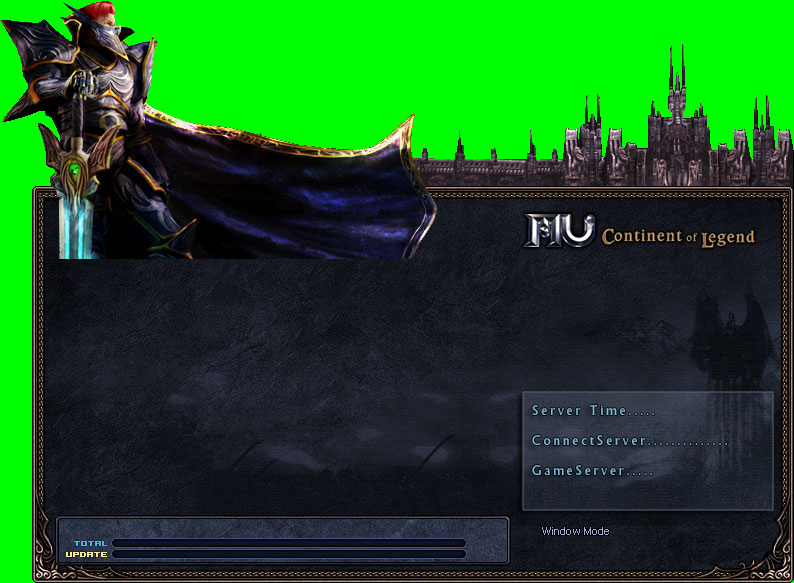 MU Continent of Legend
Server Time.....
ConnectServer..............
GameServer.....
Window Mode
TOTAL
UPDATE